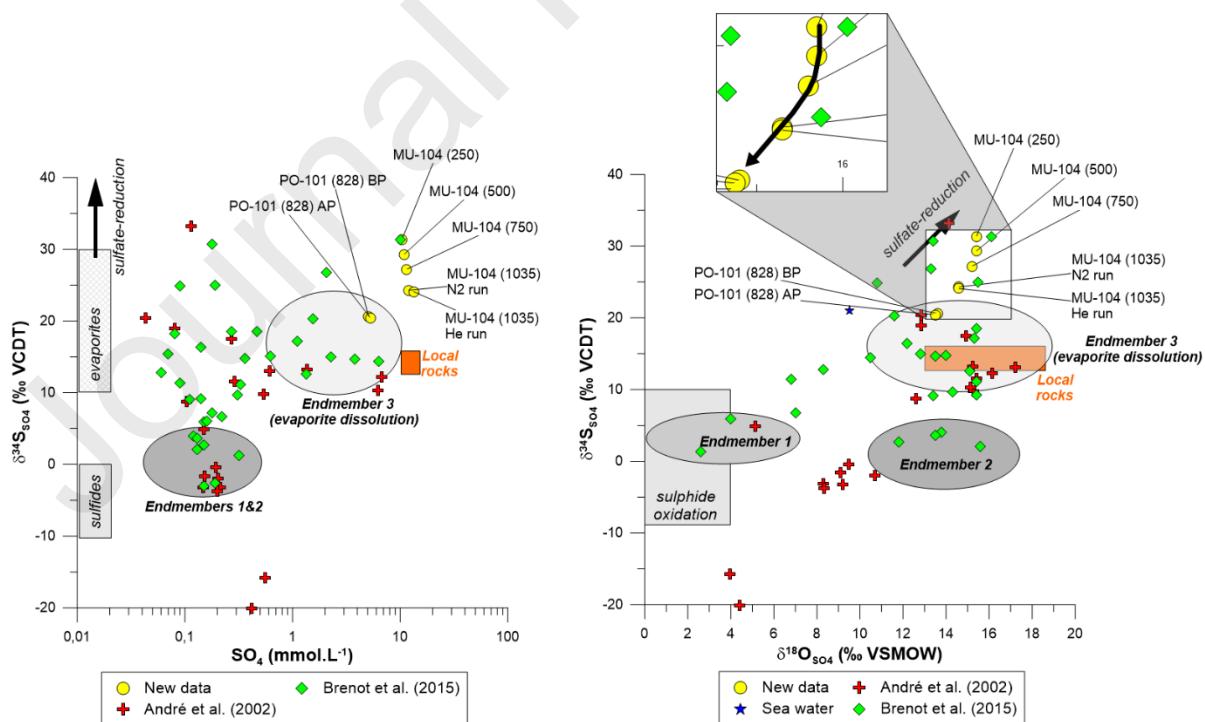 Journal
MU-104 (250)
PO-101 (828) BP
MU-104 (500)
PO-101 (828) AP
MU-104 (750)
MU-104 (1035)
N2 run
MU-104 (1035)
He run
40
30
20
10
0
-10
-20
δ³⁴S_SO4 (‰ VCDT)
sulfate-reduction
evaporites
sulfides
Local
rocks
Endmember 3
(evaporite dissolution)
Endmembers 1&2
0,01
0,1
1
10
100
SO₄ (mmol.L⁻¹)
New data
Brenot et al. (2015)
André et al. (2002)
16
MU-104 (250)
MU-104 (500)
MU-104 (750)
sulfate-reduction
PO-101 (828) BP
PO-101 (828) AP
MU-104 (1035)
N2 run
MU-104 (1035)
He run
40
30
20
10
0
-10
-20
δ³⁴S_SO4 (‰ VCDT)
Endmember 3
(evaporite dissolution)
Local
rocks
Endmember 1
Endmember 2
sulphide
oxidation
0
2
4
6
8
10
12
14
16
18
20
δ¹⁸O_SO4 (‰ VSMOW)
New data
André et al. (2002)
Sea water
Brenot et al. (2015)